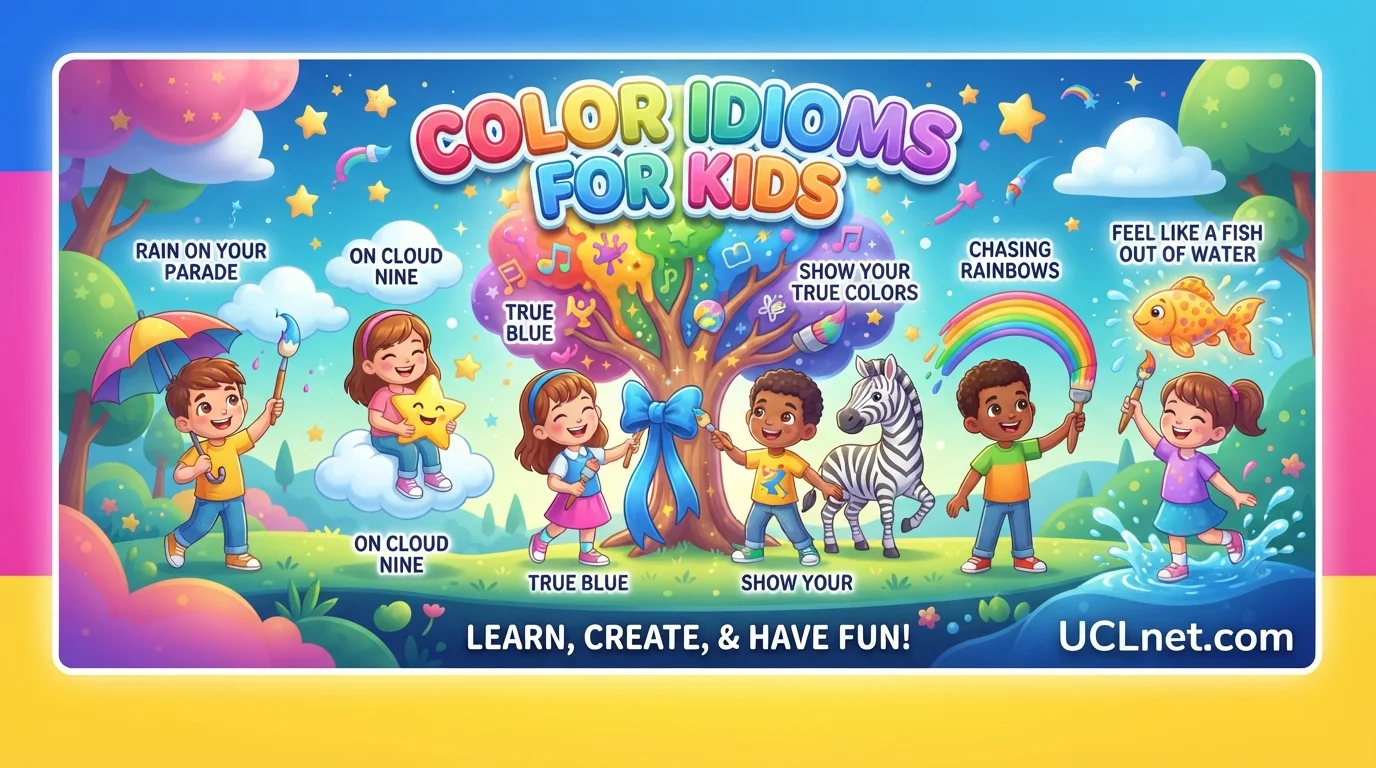 COLOR IDIOMS
FOR KIDS
RAIN ON YOUR
PARADE
ON CLOUD
NINE
TRUE
BLUE
SHOW YOUR
TRUE COLORS
CHASING
RAINBOWS
FEEL LIKE A FISH
OUT OF WATER
ON CLOUD
NINE
TRUE BLUE
SHOW YOUR
LEARN, CREATE, & HAVE FUN!
UCLnet.com